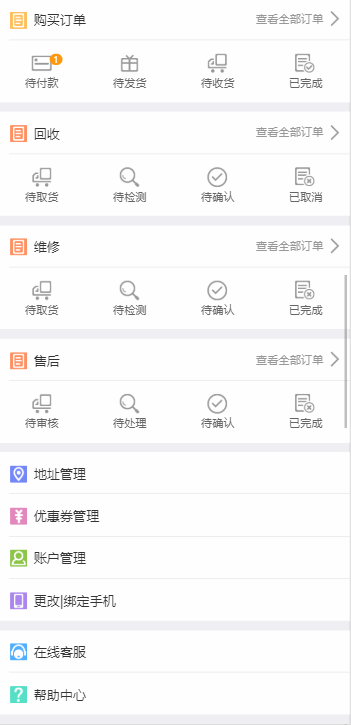 购买订单 查看全部订单
1
待付款 待发货 待收货 已完成
回收 查看全部订单
待取货 待检测 待确认 已取消
维修 查看全部订单
待取货 待检测 待确认 已完成
售后 查看全部订单
待审核 待处理 待确认 已完成
地址管理
优惠券管理
账户管理
更改|绑定手机
在线客服
帮助中心